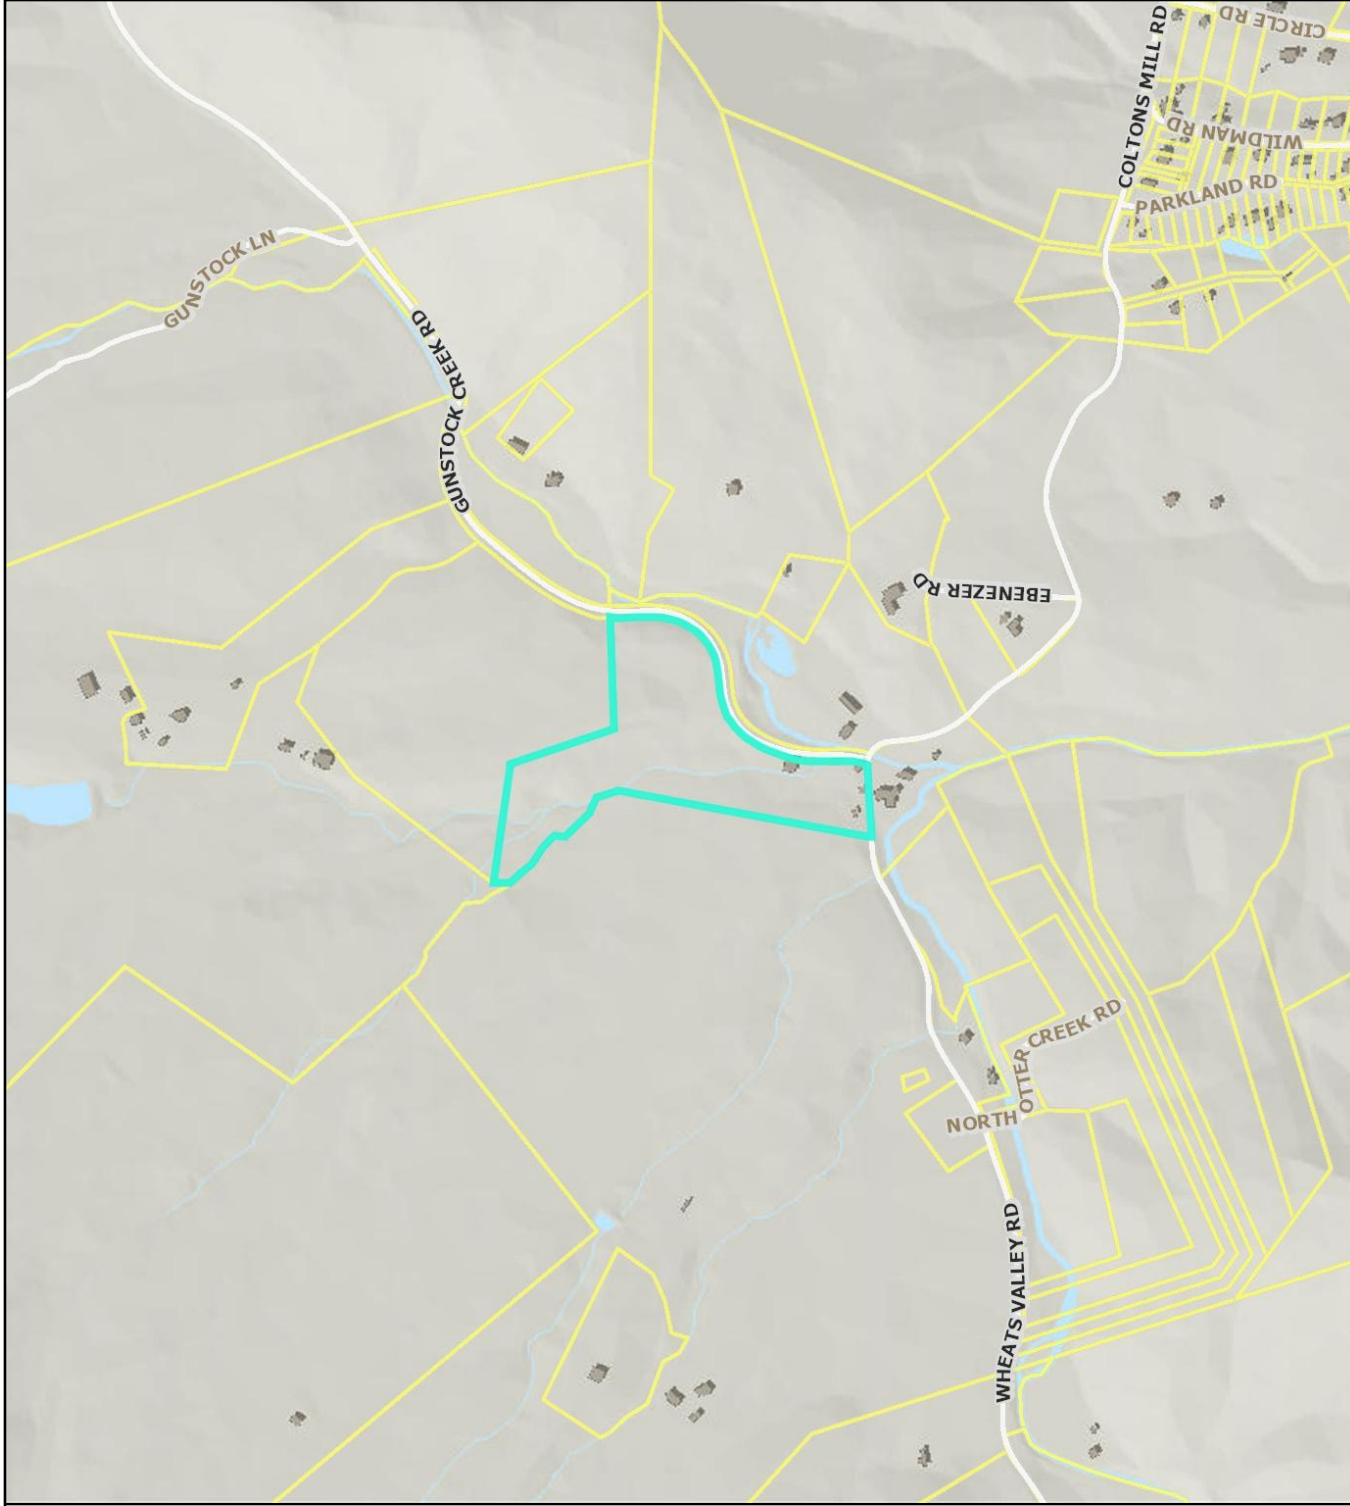 CIRCLE RD
COLTONS MILL RD
WILDMAN RD
PARKLAND RD
GUNSTOCK LN
GUNSTOCK CREEK RD
EBENEZER RD
NORTH OTTER CREEK RD
WHEATS VALLEY RD